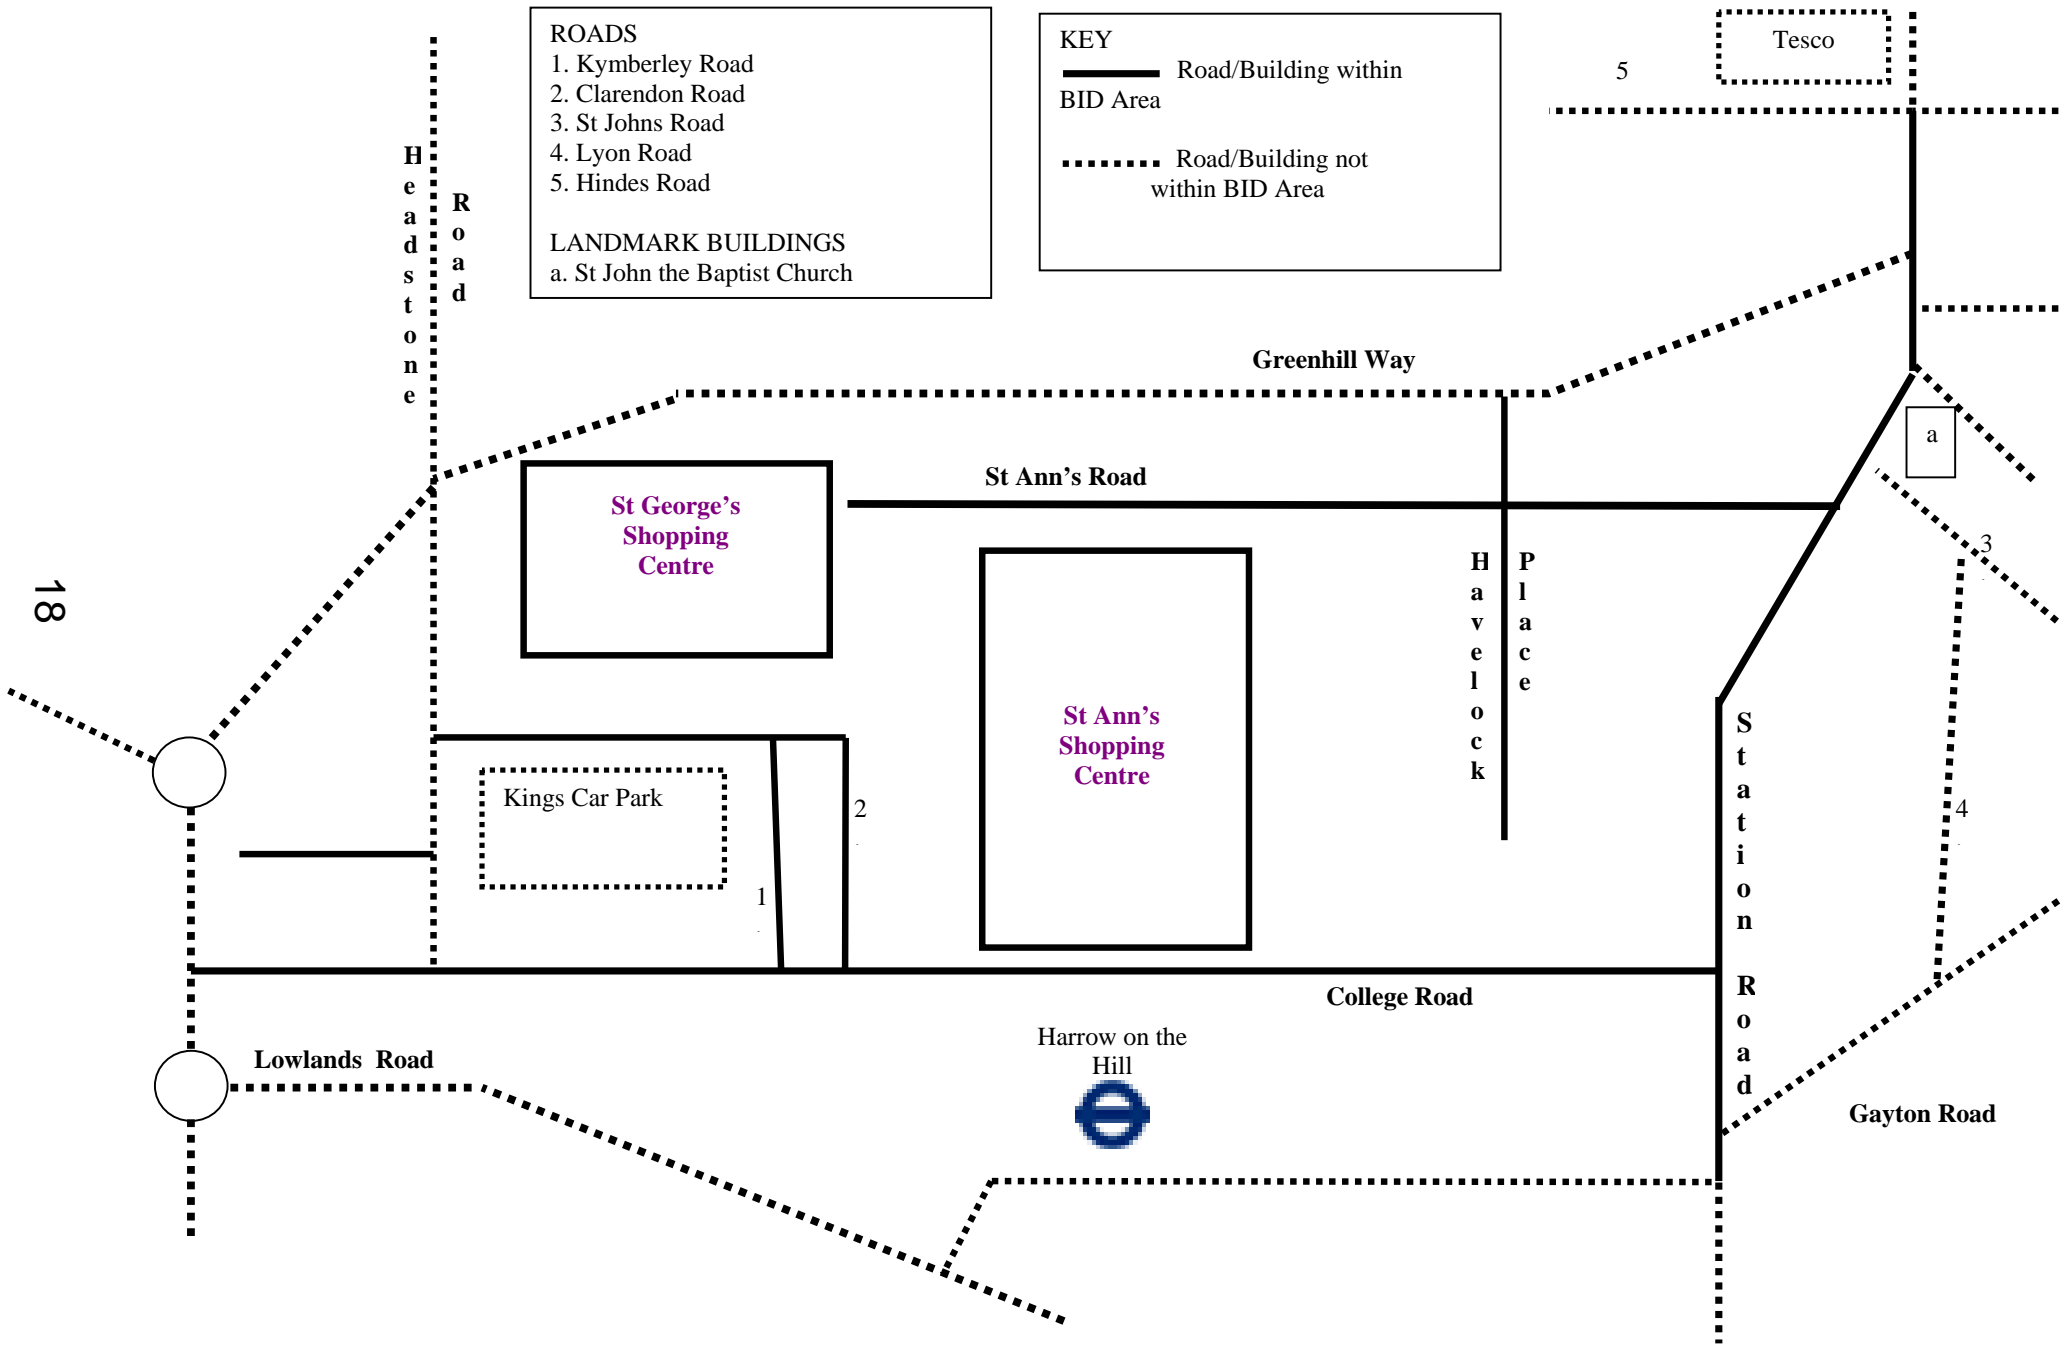 ROADS
1. Kymberley Road
2. Clarendon Road
3. St Johns Road
4. Lyon Road
5. Hindes Road
LANDMARK BUILDINGS
a. St John the Baptist Church
KEY
Road/Building within
BID Area
Road/Building not
within BID Area
Tesco
5
Headstone
Road
Greenhill Way
a
St Ann’s Road
St George’s
Shopping
Centre
3
Havelock
Place
18
St Ann’s
Shopping
Centre
Station
Road
Kings Car Park
2
4
1
College Road
Harrow on the
Hill
Lowlands Road
Gayton Road